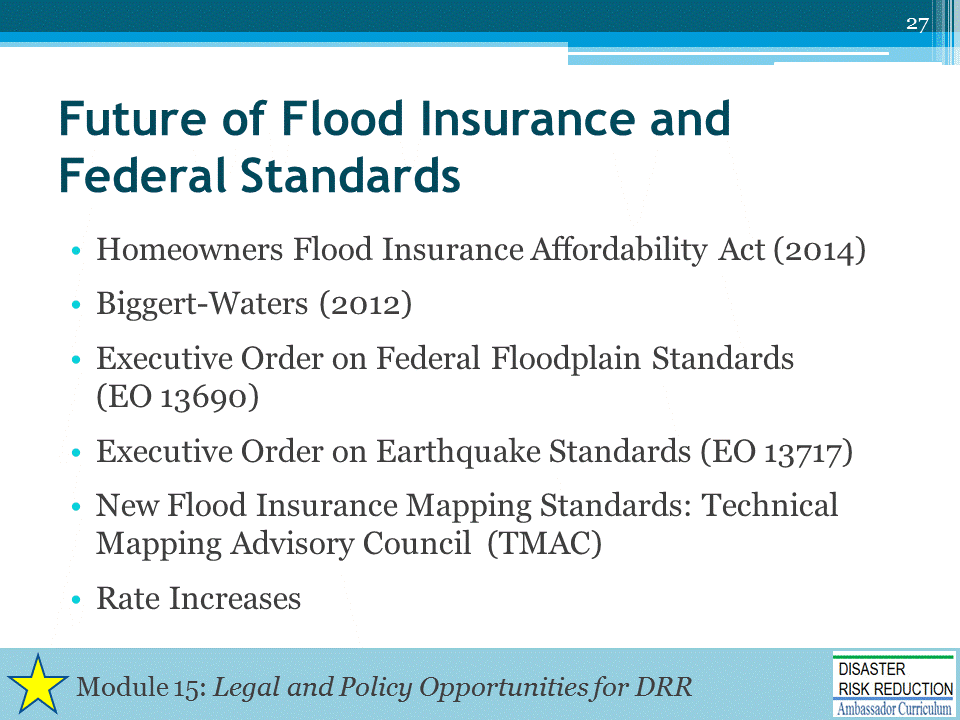 27
Future of Flood Insurance and
Federal Standards
• Homeowners Flood Insurance Affordability Act (2014)
• Biggert-Waters (2012)
• Executive Order on Federal Floodplain Standards
(EO 13690)
• Executive Order on Earthquake Standards (EO 13717)
• New Flood Insurance Mapping Standards: Technical
Mapping Advisory Council (TMAC)
• Rate Increases
Module 15: Legal and Policy Opportunities for DRR
DISASTER
RISK REDUCTION
Ambassador Curriculum